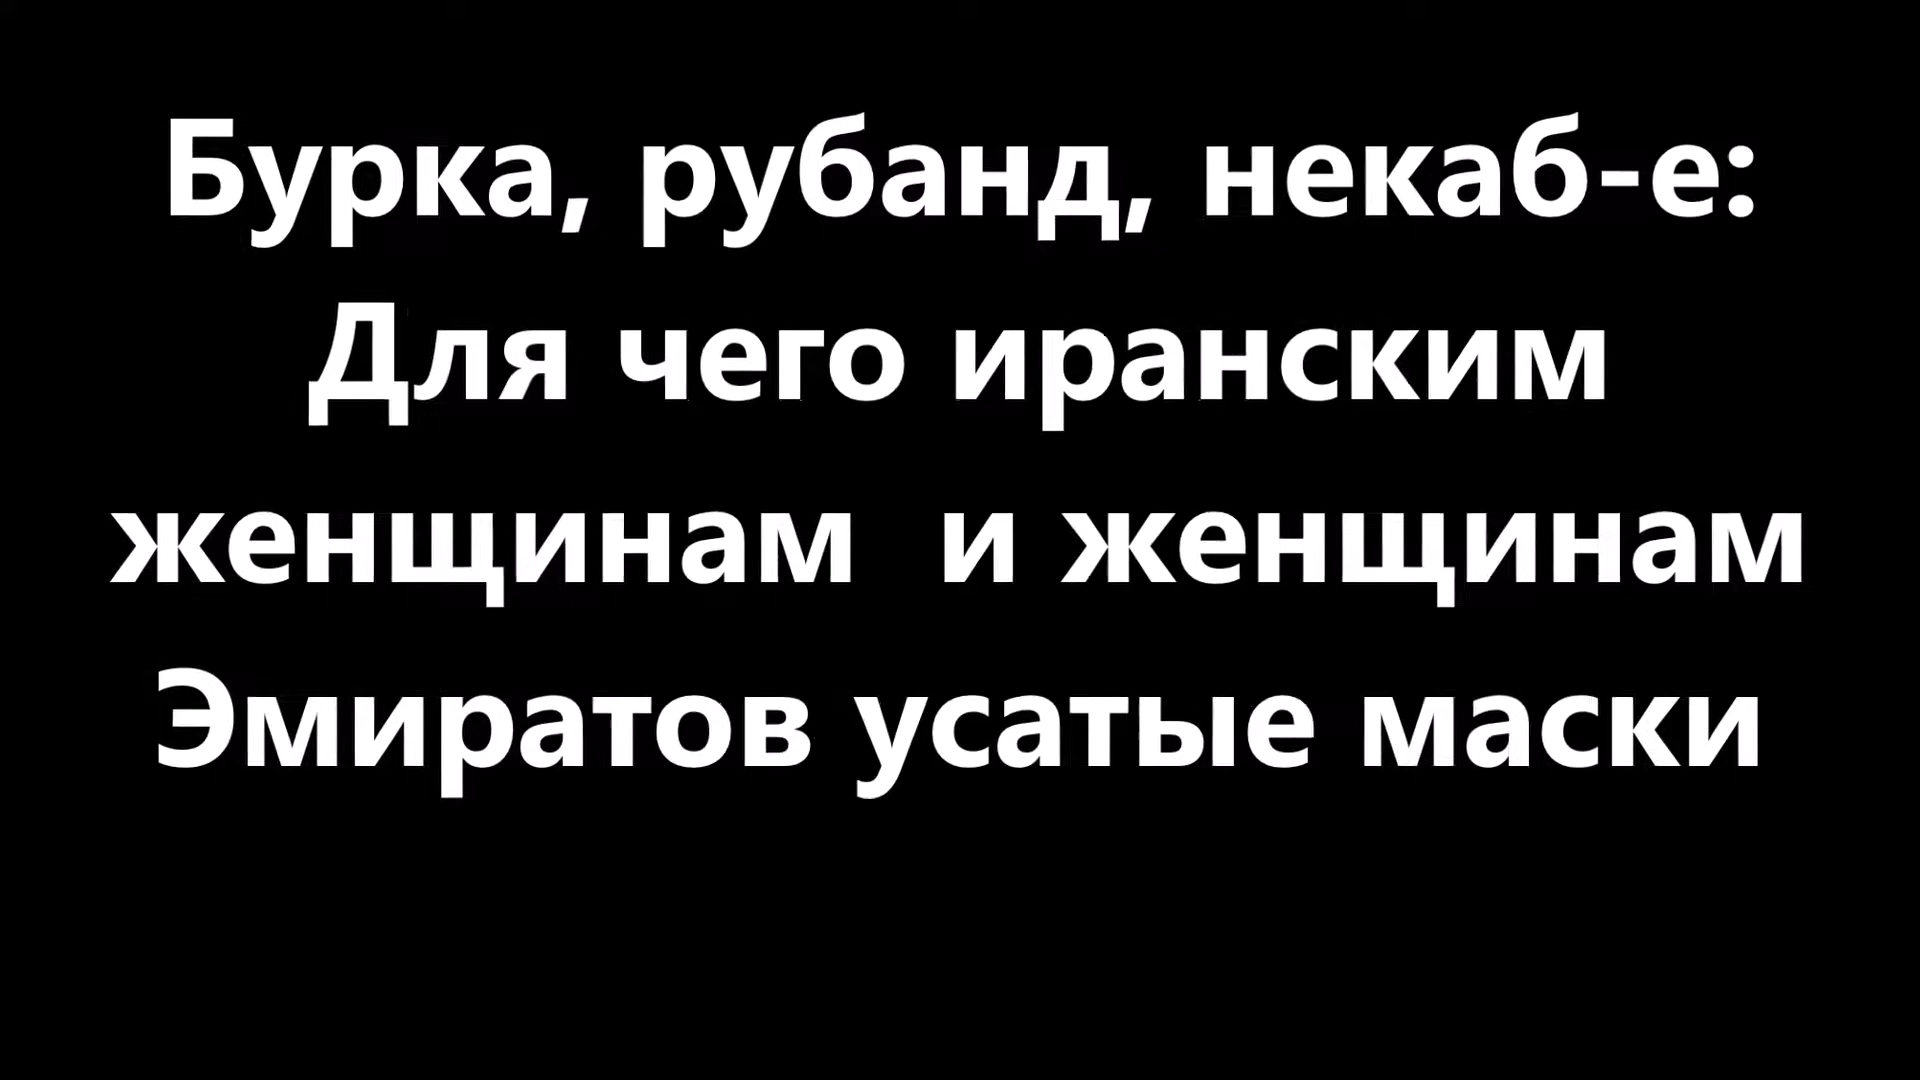 Бурка, рубанд, некаб-е:
Для чего иранским
женщинам  и женщинам
Эмиратов усатые маски